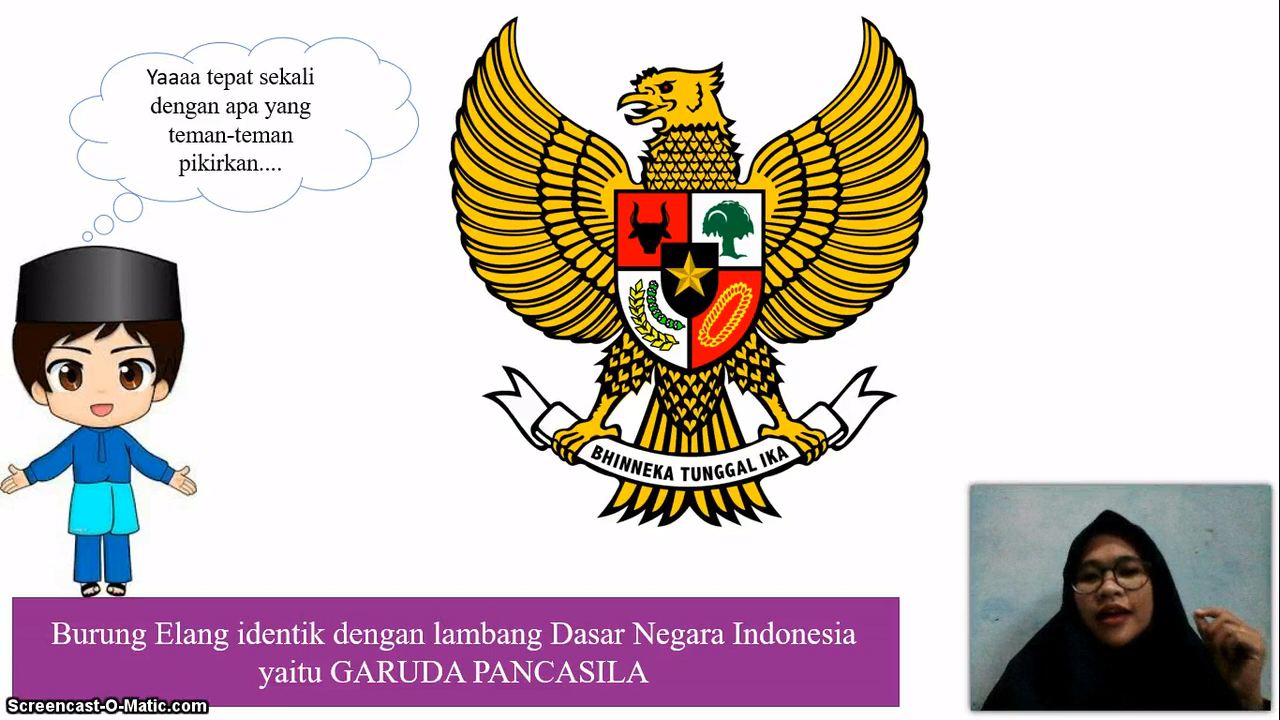 Yaaaa tepat sekali
dengan apa yang
teman-teman
pikirkan....
BHINNEKA TUNGGAL IKA
Burung Elang identik dengan lambang Dasar Negara Indonesia
yaitu GARUDA PANCASILA
Screencast-O-Matic.com